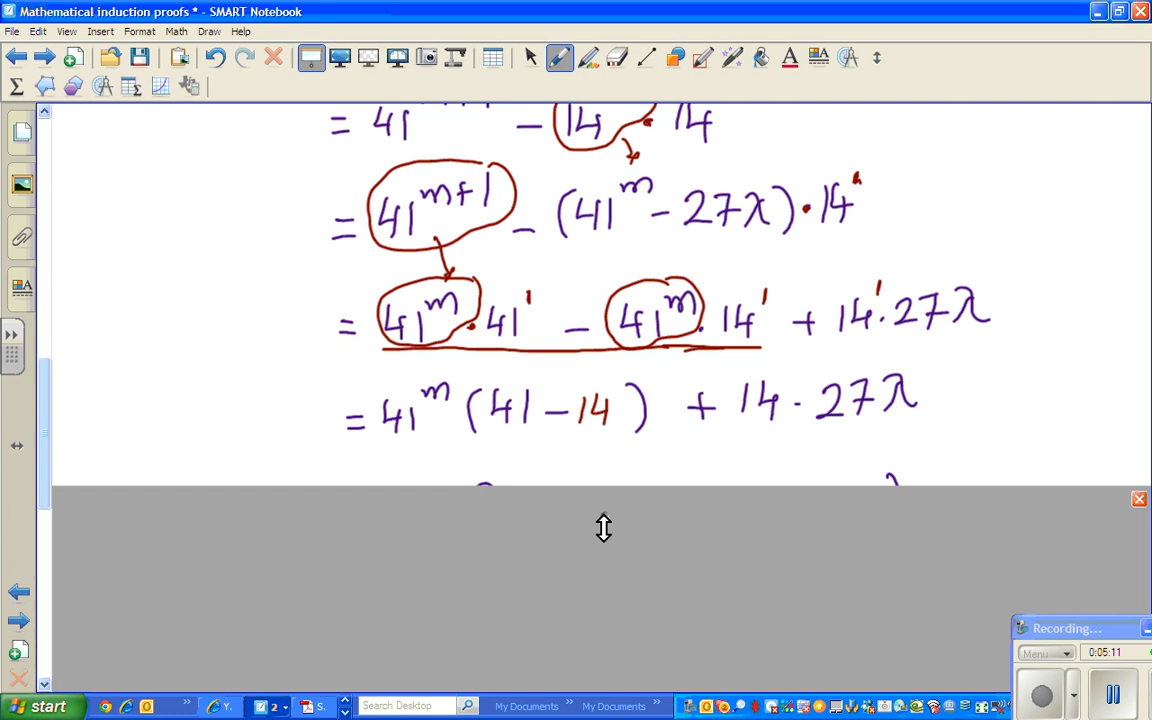 Mathematical induction proofs * - SMART Notebook
File Edit View Insert Format Math Draw Help
= 41 - 14 · 14
= 41^{m+1} - (41^m - 27λ) · 14^1
= 41^m · 41^1 - 41^m · 14^1 + 14^1 · 27λ
= 41^m (41 - 14) + 14 · 27λ
Recording...
Menu 0:05:11
start Y. 2 S. Search Desktop My Documents » My Documents »